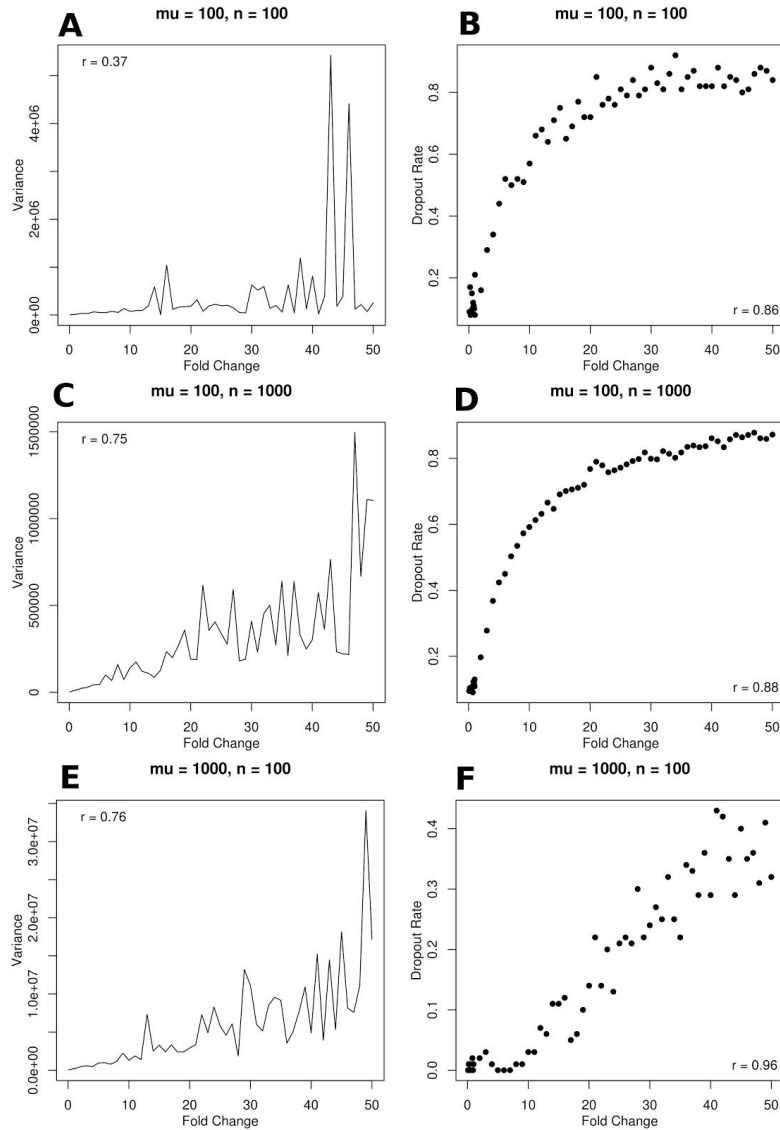 A
mu = 100, n = 100
r = 0.37
Variance
4e+06
2e+06
0e+00
0 10 20 30 40 50
Fold Change
B
mu = 100, n = 100
Dropout Rate
0.8
0.6
0.4
0.2
r = 0.86
0 10 20 30 40 50
Fold Change
C
mu = 100, n = 1000
r = 0.75
Variance
1500000
1000000
500000
0
0 10 20 30 40 50
Fold Change
D
mu = 100, n = 1000
Dropout Rate
0.8
0.6
0.4
0.2
r = 0.88
0 10 20 30 40 50
Fold Change
E
mu = 1000, n = 100
r = 0.76
Variance
3.0e+07
2.0e+07
1.0e+07
0.0e+00
0 10 20 30 40 50
Fold Change
F
mu = 1000, n = 100
Dropout Rate
0.4
0.3
0.2
0.1
0.0
r = 0.96
0 10 20 30 40 50
Fold Change